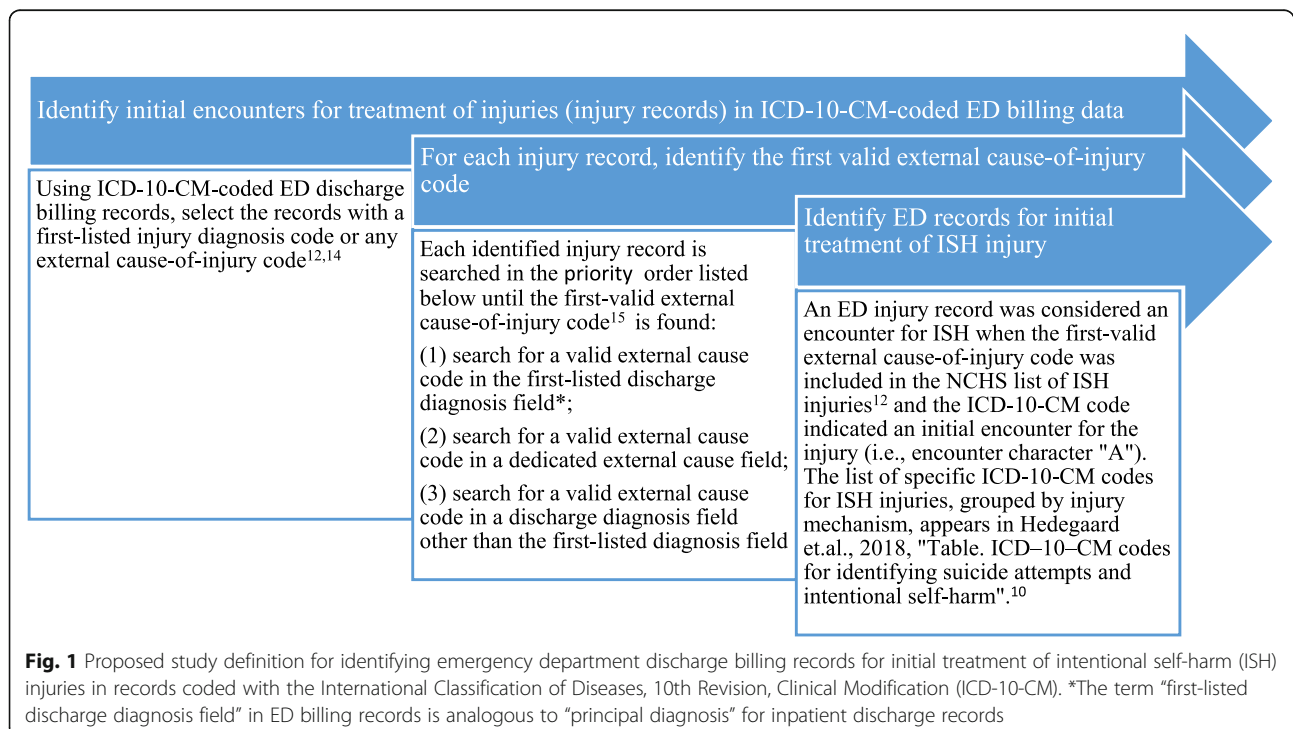 Identify initial encounters for treatment of injuries (injury records) in ICD-10-CM-coded ED billing data
Using ICD-10-CM-coded ED discharge
billing records, select the records with a
first-listed injury diagnosis code or any
external cause-of-injury code12,14
For each injury record, identify the first valid external cause-of-injury
code
Each identified injury record is
searched in the priority order listed
below until the first-valid external
cause-of-injury code15 is found:
(1) search for a valid external cause
code in the first-listed discharge
diagnosis field*;
(2) search for a valid external cause
code in a dedicated external cause field;
(3) search for a valid external cause
code in a discharge diagnosis field
other than the first-listed diagnosis field
Identify ED records for initial
treatment of ISH injury
An ED injury record was considered an
encounter for ISH when the first-valid
external cause-of-injury code was
included in the NCHS list of ISH
injuries12 and the ICD-10-CM code
indicated an initial encounter for the
injury (i.e., encounter character "A").
The list of specific ICD-10-CM codes
for ISH injuries, grouped by injury
mechanism, appears in Hedegaard
et.al., 2018, "Table. ICD–10–CM codes
for identifying suicide attempts and
intentional self-harm".10
Fig. 1 Proposed study definition for identifying emergency department discharge billing records for initial treatment of intentional self-harm (ISH)
injuries in records coded with the International Classification of Diseases, 10th Revision, Clinical Modification (ICD-10-CM). *The term “first-listed
discharge diagnosis field” in ED billing records is analogous to “principal diagnosis” for inpatient discharge records